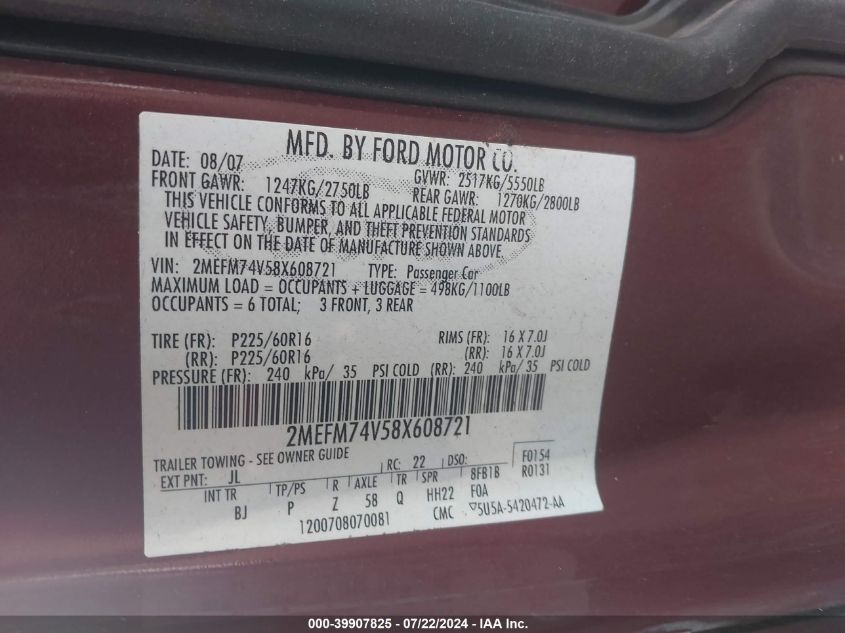 MFD. BY FORD MOTOR CO.
DATE: 08/07 GVWR: 2517KG/5550LB
FRONT GAWR: 1247KG/2750LB REAR GAWR: 1270KG/2800LB
THIS VEHICLE CONFORMS TO ALL APPLICABLE FEDERAL MOTOR
VEHICLE SAFETY, BUMPER, AND THEFT PREVENTION STANDARDS
IN EFFECT ON THE DATE OF MANUFACTURE SHOWN ABOVE.
VIN: 2MEFM74V58X608721 TYPE: Passenger Car
MAXIMUM LOAD = OCCUPANTS + LUGGAGE = 498KG/1100LB
OCCUPANTS = 6 TOTAL; 3 FRONT, 3 REAR
TIRE (FR): P225/60R16 RIMS (FR): 16 X 7.0J
(RR): P225/60R16 (RR): 16 X 7.0J
PRESSURE (FR): 240 kPa/ 35 PSI COLD (RR): 240 kPa/ 35 PSI COLD
2MEFM74V58X608721
TRAILER TOWING - SEE OWNER GUIDE
EXT PNT: JL RC: 22 DSO: F0154
INT TR TP/PS R AXLE TR SPR 8FB1B R0131
BJ P Z 58 Q HH22 FOA
1200708070081 CMC ▽5U5A-5420472-AA
000-39907825 - 07/22/2024 - IAA Inc.